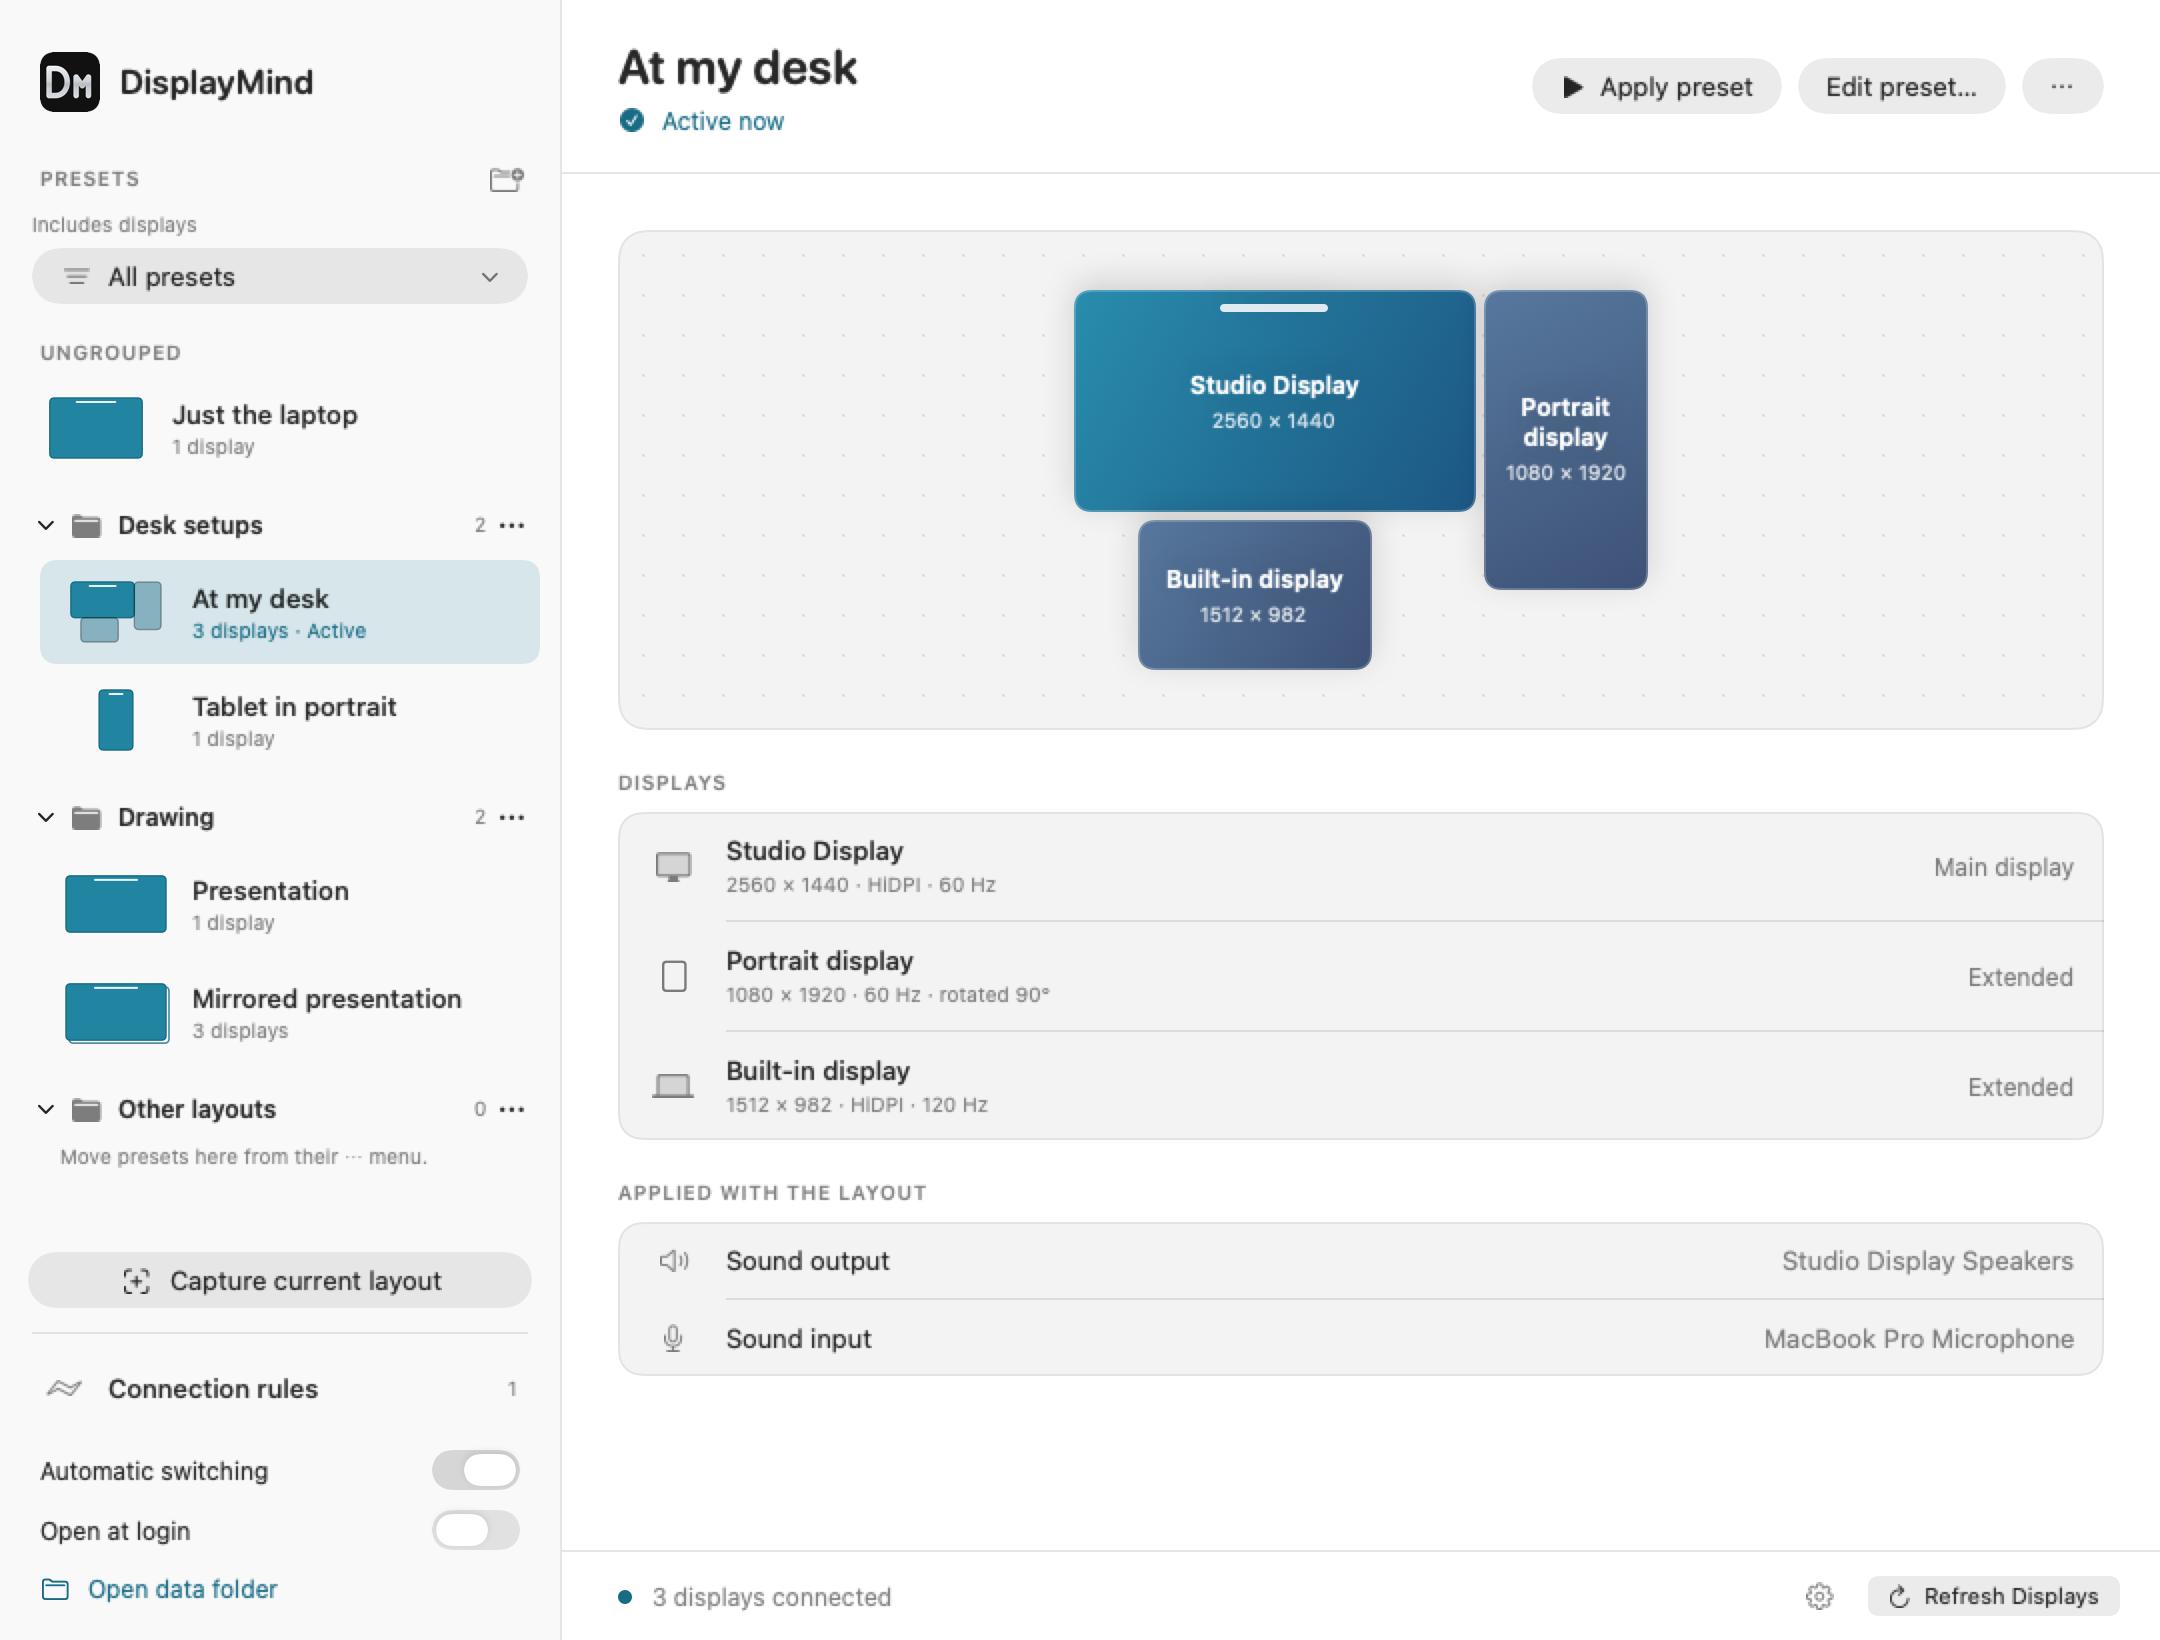 DM DisplayMind
PRESETS
Includes displays
All presets
UNGROUPED
Just the laptop
1 display
Desk setups 2 ···
At my desk
3 displays · Active
Tablet in portrait
1 display
Drawing 2 ···
Presentation
1 display
Mirrored presentation
3 displays
Other layouts 0 ···
Move presets here from their ··· menu.
Capture current layout
Connection rules 1
Automatic switching
Open at login
Open data folder
At my desk
Active now
Apply preset
Edit preset...
···
Studio Display
2560 × 1440
Portrait
display
1080 × 1920
Built-in display
1512 × 982
DISPLAYS
Studio Display
2560 × 1440 · HiDPI · 60 Hz
Main display
Portrait display
1080 × 1920 · 60 Hz · rotated 90°
Extended
Built-in display
1512 × 982 · HiDPI · 120 Hz
Extended
APPLIED WITH THE LAYOUT
Sound output Studio Display Speakers
Sound input MacBook Pro Microphone
3 displays connected
Refresh Displays